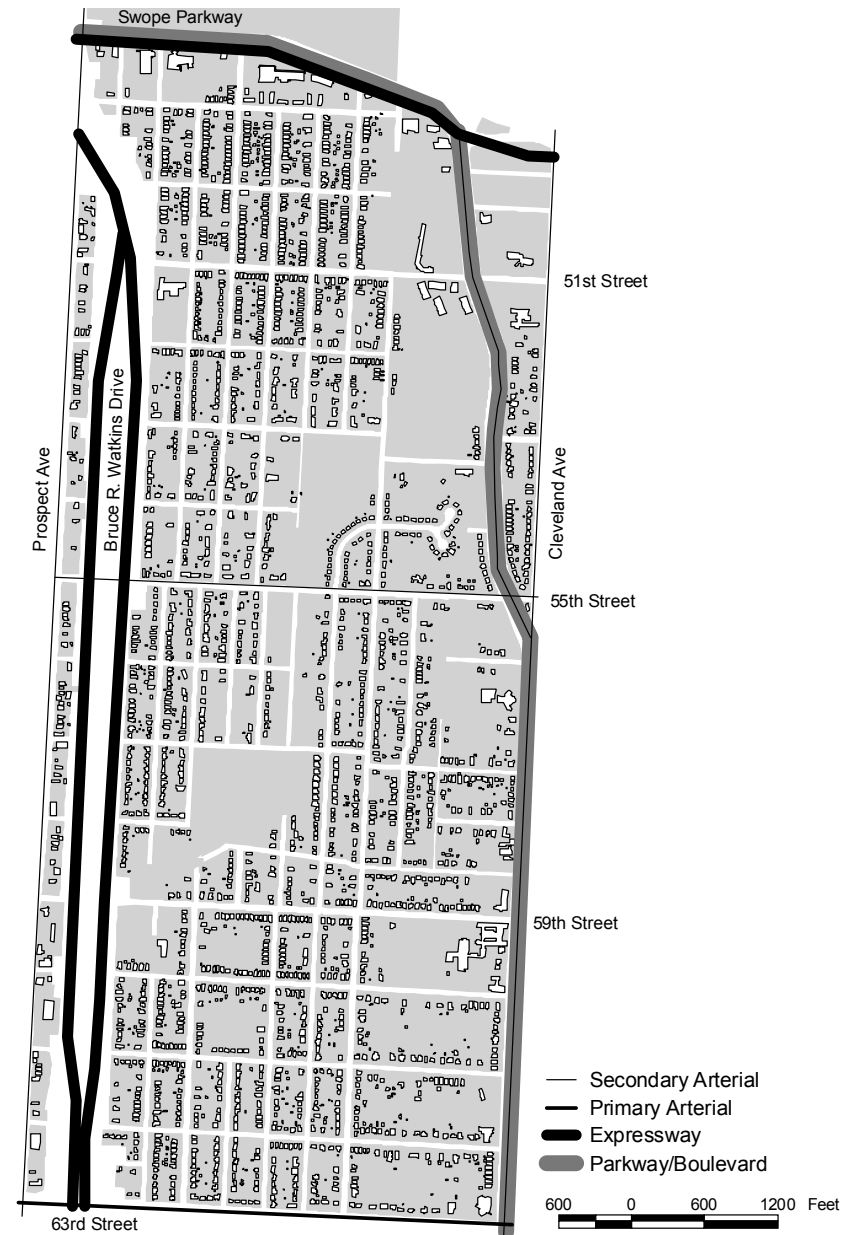 Swope Parkway
51st Street
Prospect Ave
Bruce R. Watkins Drive
Cleveland Ave
55th Street
59th Street
Secondary Arterial
Primary Arterial
Expressway
Parkway/Boulevard
600 0 600 1200 Feet
63rd Street